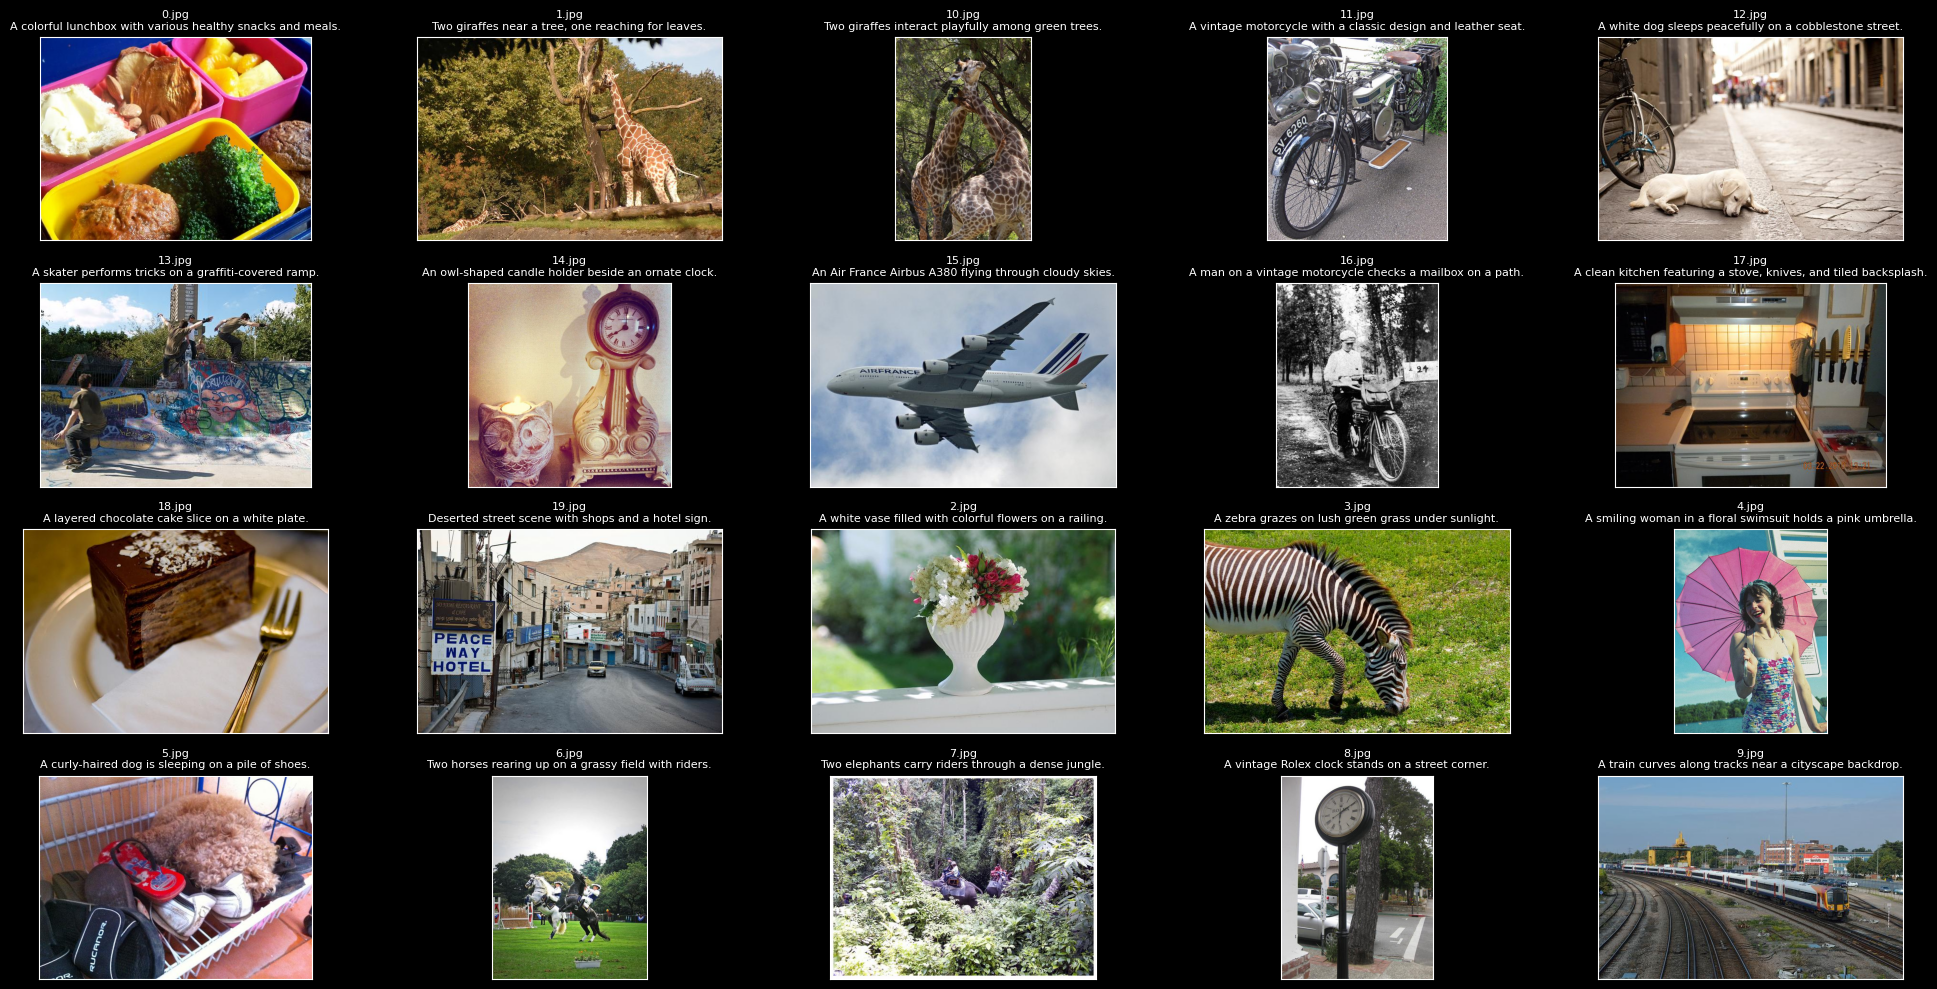 0.jpg
A colorful lunchbox with various healthy snacks and meals.
1.jpg
Two giraffes near a tree, one reaching for leaves.
10.jpg
Two giraffes interact playfully among green trees.
11.jpg
A vintage motorcycle with a classic design and leather seat.
12.jpg
A white dog sleeps peacefully on a cobblestone street.
SV 6260
13.jpg
A skater performs tricks on a graffiti-covered ramp.
14.jpg
An owl-shaped candle holder beside an ornate clock.
15.jpg
An Air France Airbus A380 flying through cloudy skies.
16.jpg
A man on a vintage motorcycle checks a mailbox on a path.
17.jpg
A clean kitchen featuring a stove, knives, and tiled backsplash.
AIRFRANCE
18.jpg
A layered chocolate cake slice on a white plate.
19.jpg
Deserted street scene with shops and a hotel sign.
2.jpg
A white vase filled with colorful flowers on a railing.
3.jpg
A zebra grazes on lush green grass under sunlight.
4.jpg
A smiling woman in a floral swimsuit holds a pink umbrella.
PEACE
WAY
HOTEL
5.jpg
A curly-haired dog is sleeping on a pile of shoes.
6.jpg
Two horses rearing up on a grassy field with riders.
7.jpg
Two elephants carry riders through a dense jungle.
8.jpg
A vintage Rolex clock stands on a street corner.
9.jpg
A train curves along tracks near a cityscape backdrop.
RUCANOR.